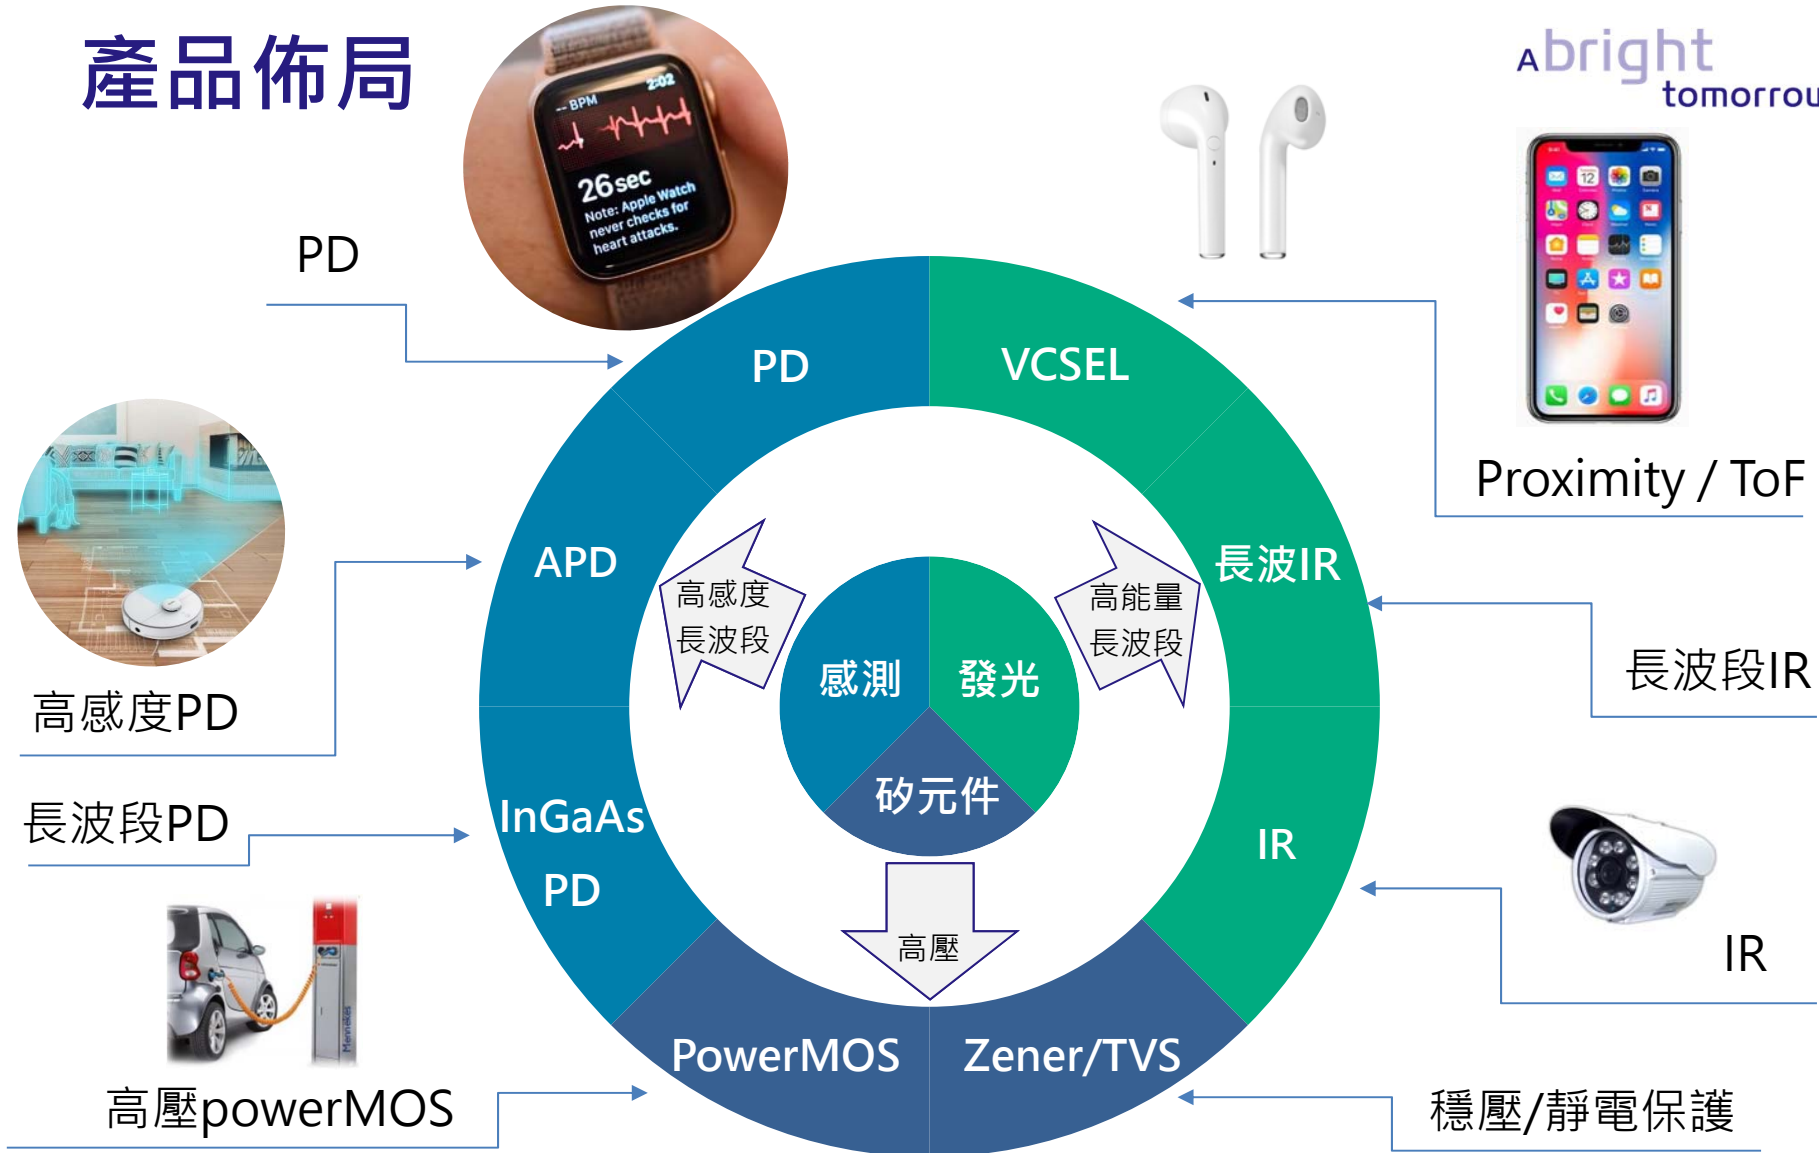 產品佈局
A bright
tomorrow
-- BPM
2:02
26 sec
Note: Apple Watch
never checks for
heart attacks.
PD
PD
VCSEL
Proximity / ToF
APD
長波IR
高感度
長波段
高能量
長波段
感測
發光
矽元件
高感度PD
長波段IR
長波段PD
InGaAs
PD
IR
高壓
IR
Mennekes
PowerMOS
Zener/TVS
高壓powerMOS
穩壓/靜電保護